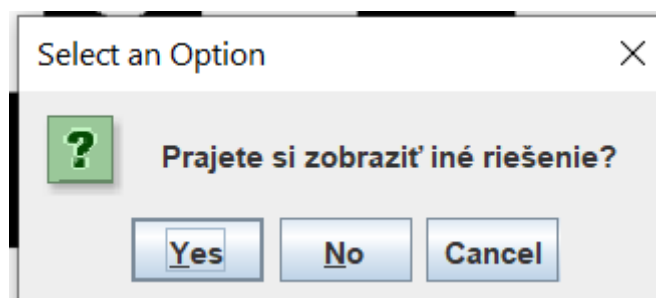 Select an Option
?
Prajete si zobraziť iné riešenie?
Yes No Cancel